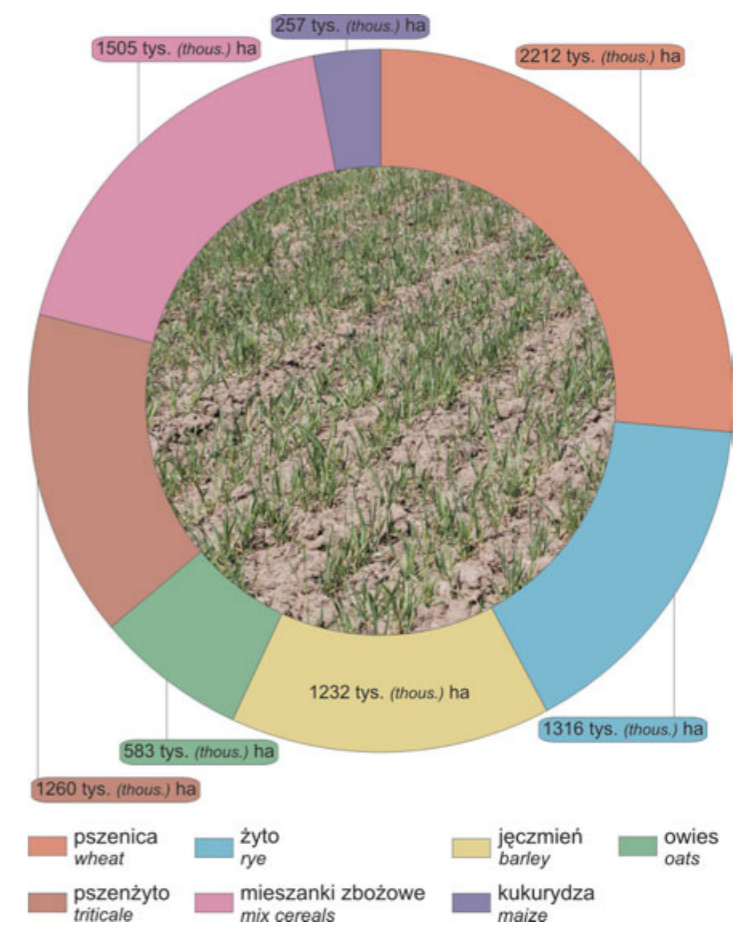 257 tys. (thous.) ha
1505 tys. (thous.) ha
2212 tys. (thous.) ha
1232 tys. (thous.) ha
1316 tys. (thous.) ha
583 tys. (thous.) ha
1260 tys. (thous.) ha
pszenica
wheat
żyto
rye
jęczmień
barley
owies
oats
pszenżyto
triticale
mieszanki zbożowe
mix cereals
kukurydza
maize